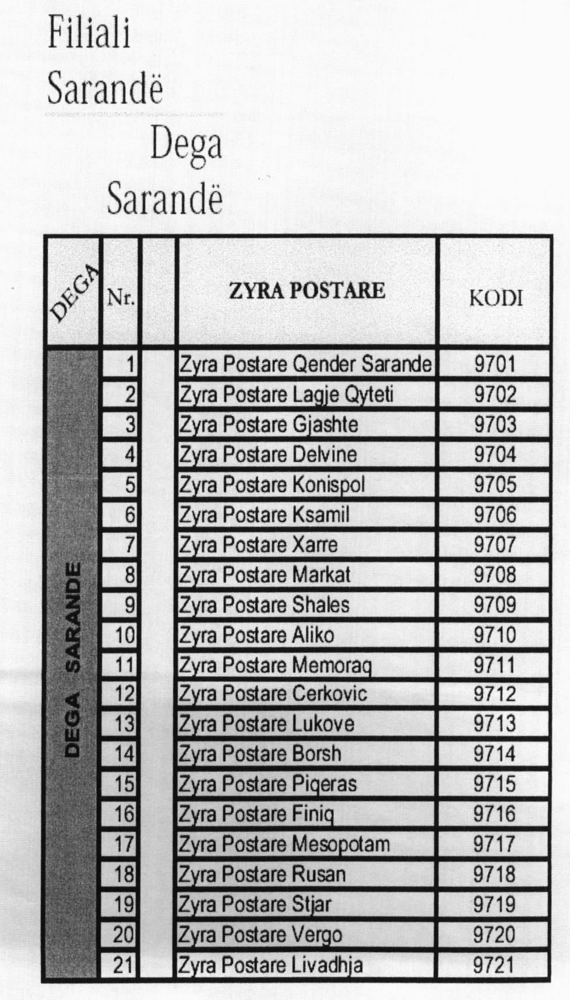 Filiali
Sarandë
Dega
Sarandë
DEGA Nr. ZYRA POSTARE KODI
DEGA SARANDE
1 Zyra Postare Qender Sarande 9701
2 Zyra Postare Lagje Qyteti 9702
3 Zyra Postare Gjashte 9703
4 Zyra Postare Delvine 9704
5 Zyra Postare Konispol 9705
6 Zyra Postare Ksamil 9706
7 Zyra Postare Xarre 9707
8 Zyra Postare Markat 9708
9 Zyra Postare Shales 9709
10 Zyra Postare Aliko 9710
11 Zyra Postare Memoraq 9711
12 Zyra Postare Cerkovic 9712
13 Zyra Postare Lukove 9713
14 Zyra Postare Borsh 9714
15 Zyra Postare Piqeras 9715
16 Zyra Postare Finiq 9716
17 Zyra Postare Mesopotam 9717
18 Zyra Postare Rusan 9718
19 Zyra Postare Stjar 9719
20 Zyra Postare Vergo 9720
21 Zyra Postare Livadhja 9721